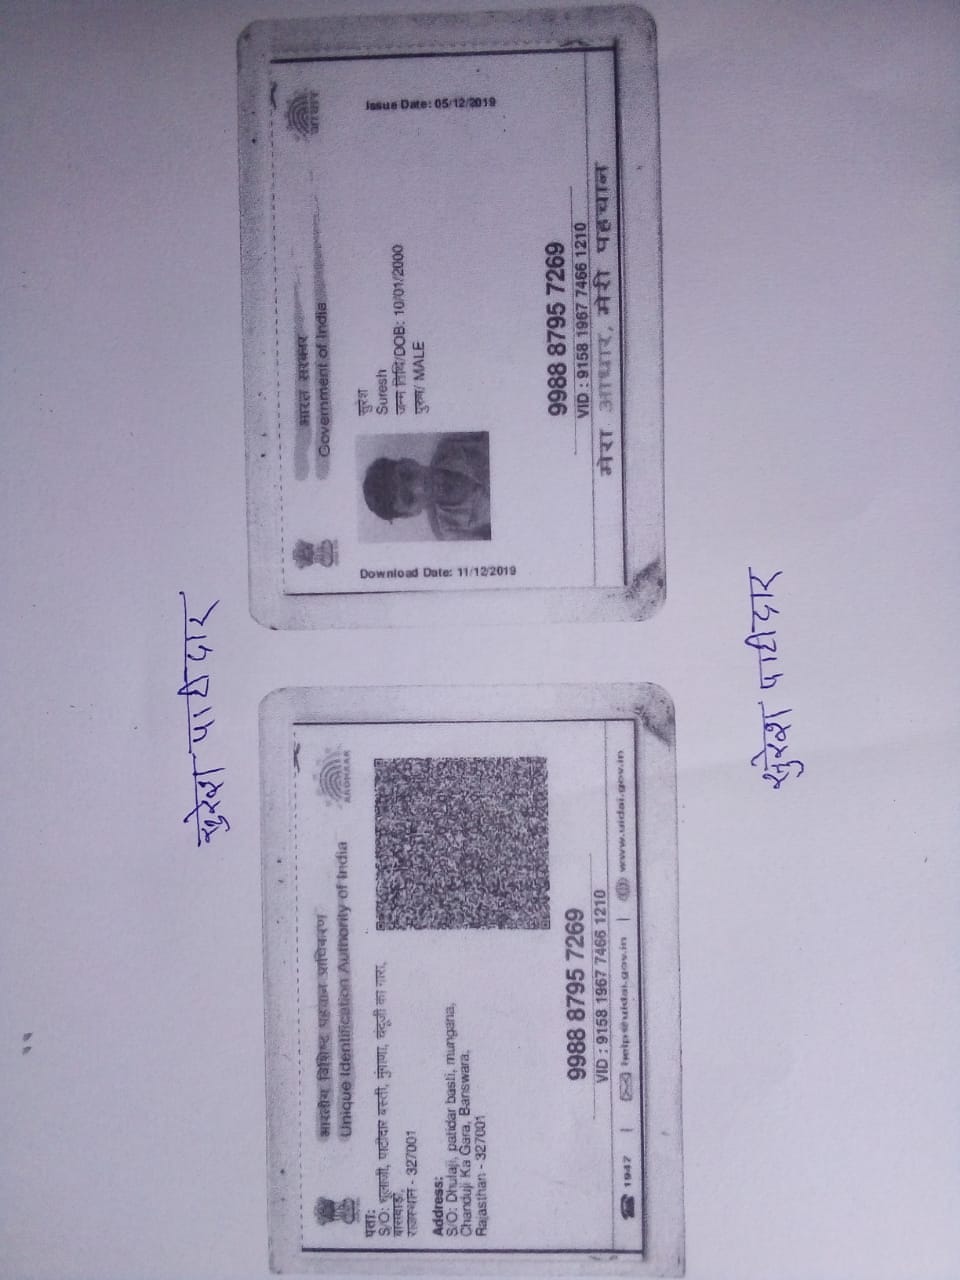 सुरेश पाटीदार
भारतीय विशिष्ट पहचान प्राधिकरण
Unique Identification Authority of India
AADHAAR
पता:
S/O: धुलाजी, पाटीदार बस्ती, मुंगाणा, चंदूजी का गारा,
राजस्थान - 327001
Address:
S/O: Dhulaji, patidar basti, mungana,
Chanduji Ka Gara, Banswara,
Rajasthan - 327001
9988 8795 7269
VID : 9158 1967 7466 1210
1947 | help@uidai.gov.in | www.uidai.gov.in
भारत सरकार
Government of India
Download Date: 11/12/2019
सुरेश
Suresh
जन्म तिथि/DOB: 10/01/2000
पुरुष/ MALE
Issue Date: 05/12/2019
9988 8795 7269
VID : 9158 1967 7466 1210
मेरा आधार, मेरी पहचान
सुरेश पाटीदार